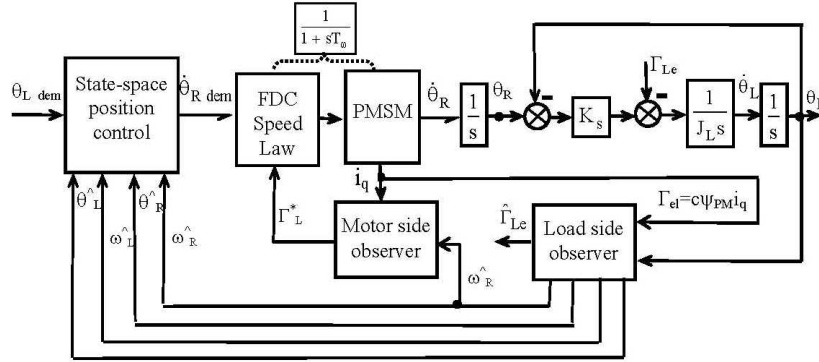 1
1 + sTω
θL dem
State-space
position
control
θ̇R dem
FDC
Speed
Law
PMSM
θ̇R
1
s
θR
Ks
ΓLe
1
JLs
θ̇L
1
s
θL
iq
Γel=cψPMiq
Γ*L
Motor side
observer
Γ̂Le
Load side
observer
θ^L
ω^L
θ^R
ω^R
ω^R